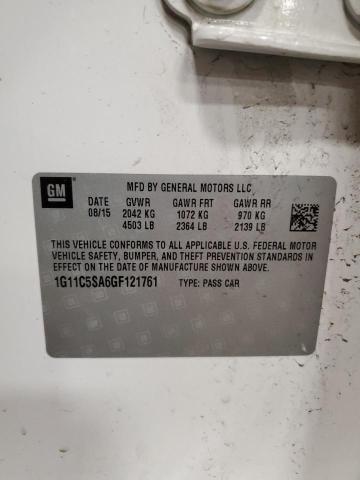 GM
MFD BY GENERAL MOTORS LLC
DATE GVWR GAWR FRT GAWR RR
08/15 2042 KG 1072 KG 970 KG
4503 LB 2364 LB 2139 LB
THIS VEHICLE CONFORMS TO ALL APPLICABLE U.S. FEDERAL MOTOR
VEHICLE SAFETY, BUMPER, AND THEFT PREVENTION STANDARDS
IN EFFECT ON THE DATE OF MANUFACTURE SHOWN ABOVE.
1G11C5SA6GF121761 TYPE: PASS CAR